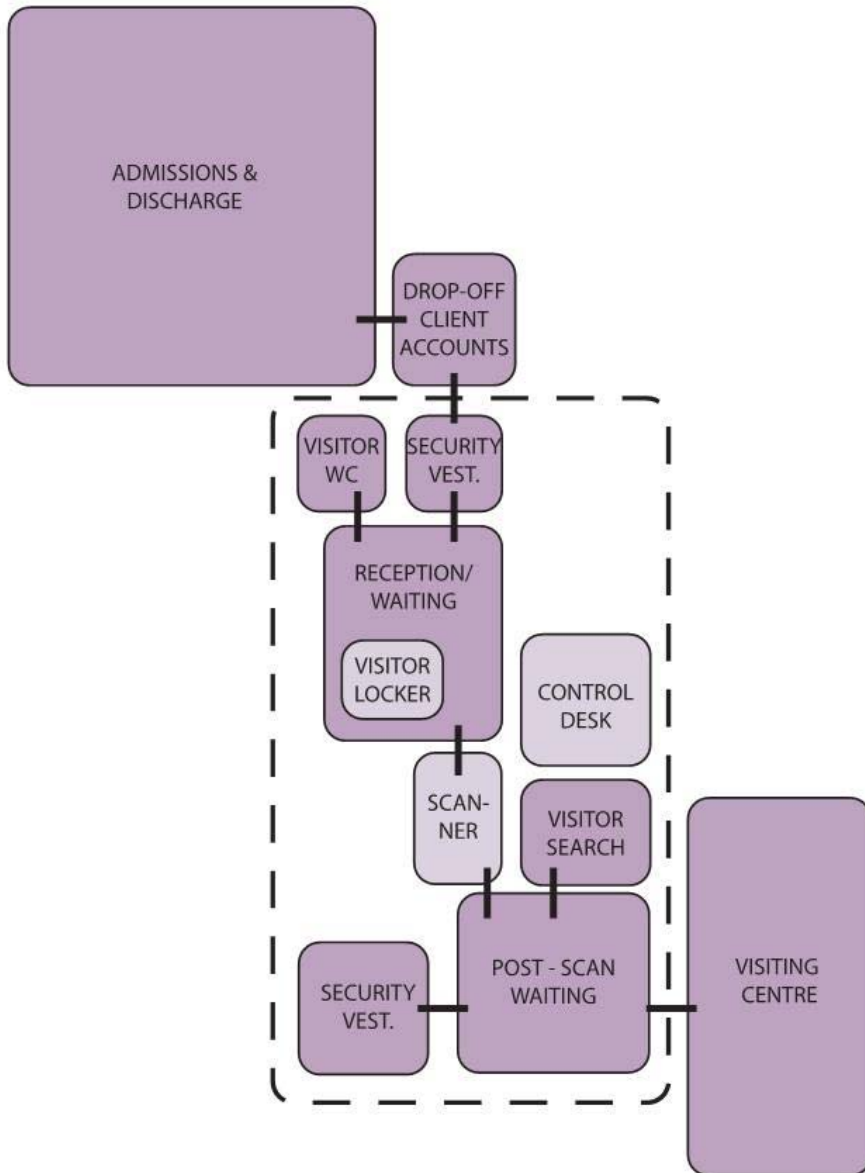 ADMISSIONS &
DISCHARGE
DROP-OFF
CLIENT
ACCOUNTS
VISITOR
WC
SECURITY
VEST.
RECEPTION/
WAITING
VISITOR
LOCKER
CONTROL
DESK
SCAN-
NER
VISITOR
SEARCH
SECURITY
VEST.
POST - SCAN
WAITING
VISITING
CENTRE